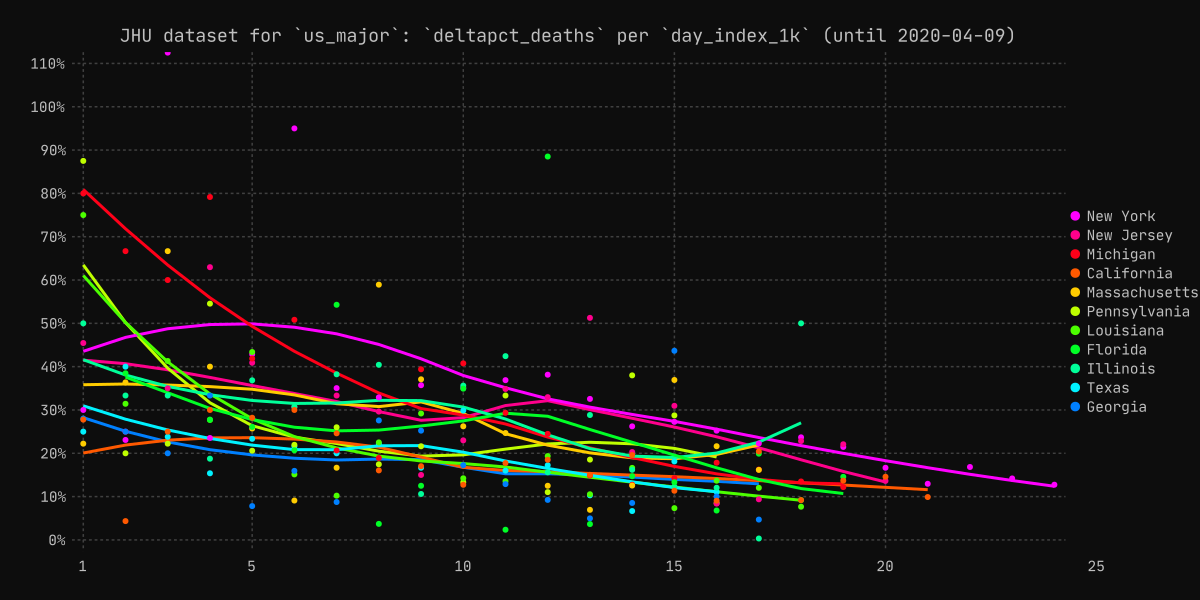 JHU dataset for `us_major`: `deltapct_deaths` per `day_index_1k` (until 2020-04-09)
110%
100%
90%
80%
70%
60%
50%
40%
30%
20%
10%
0%
1 5 10 15 20 25
New York
New Jersey
Michigan
California
Massachusetts
Pennsylvania
Louisiana
Florida
Illinois
Texas
Georgia